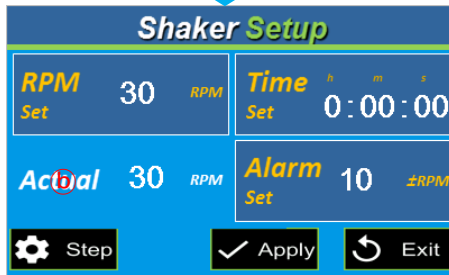 Shaker Setup
RPM 30 RPM
Set
Time h m s
Set 0:00:00
Actual 30 RPM
b
Alarm 10 ±RPM
Set
Step Apply Exit